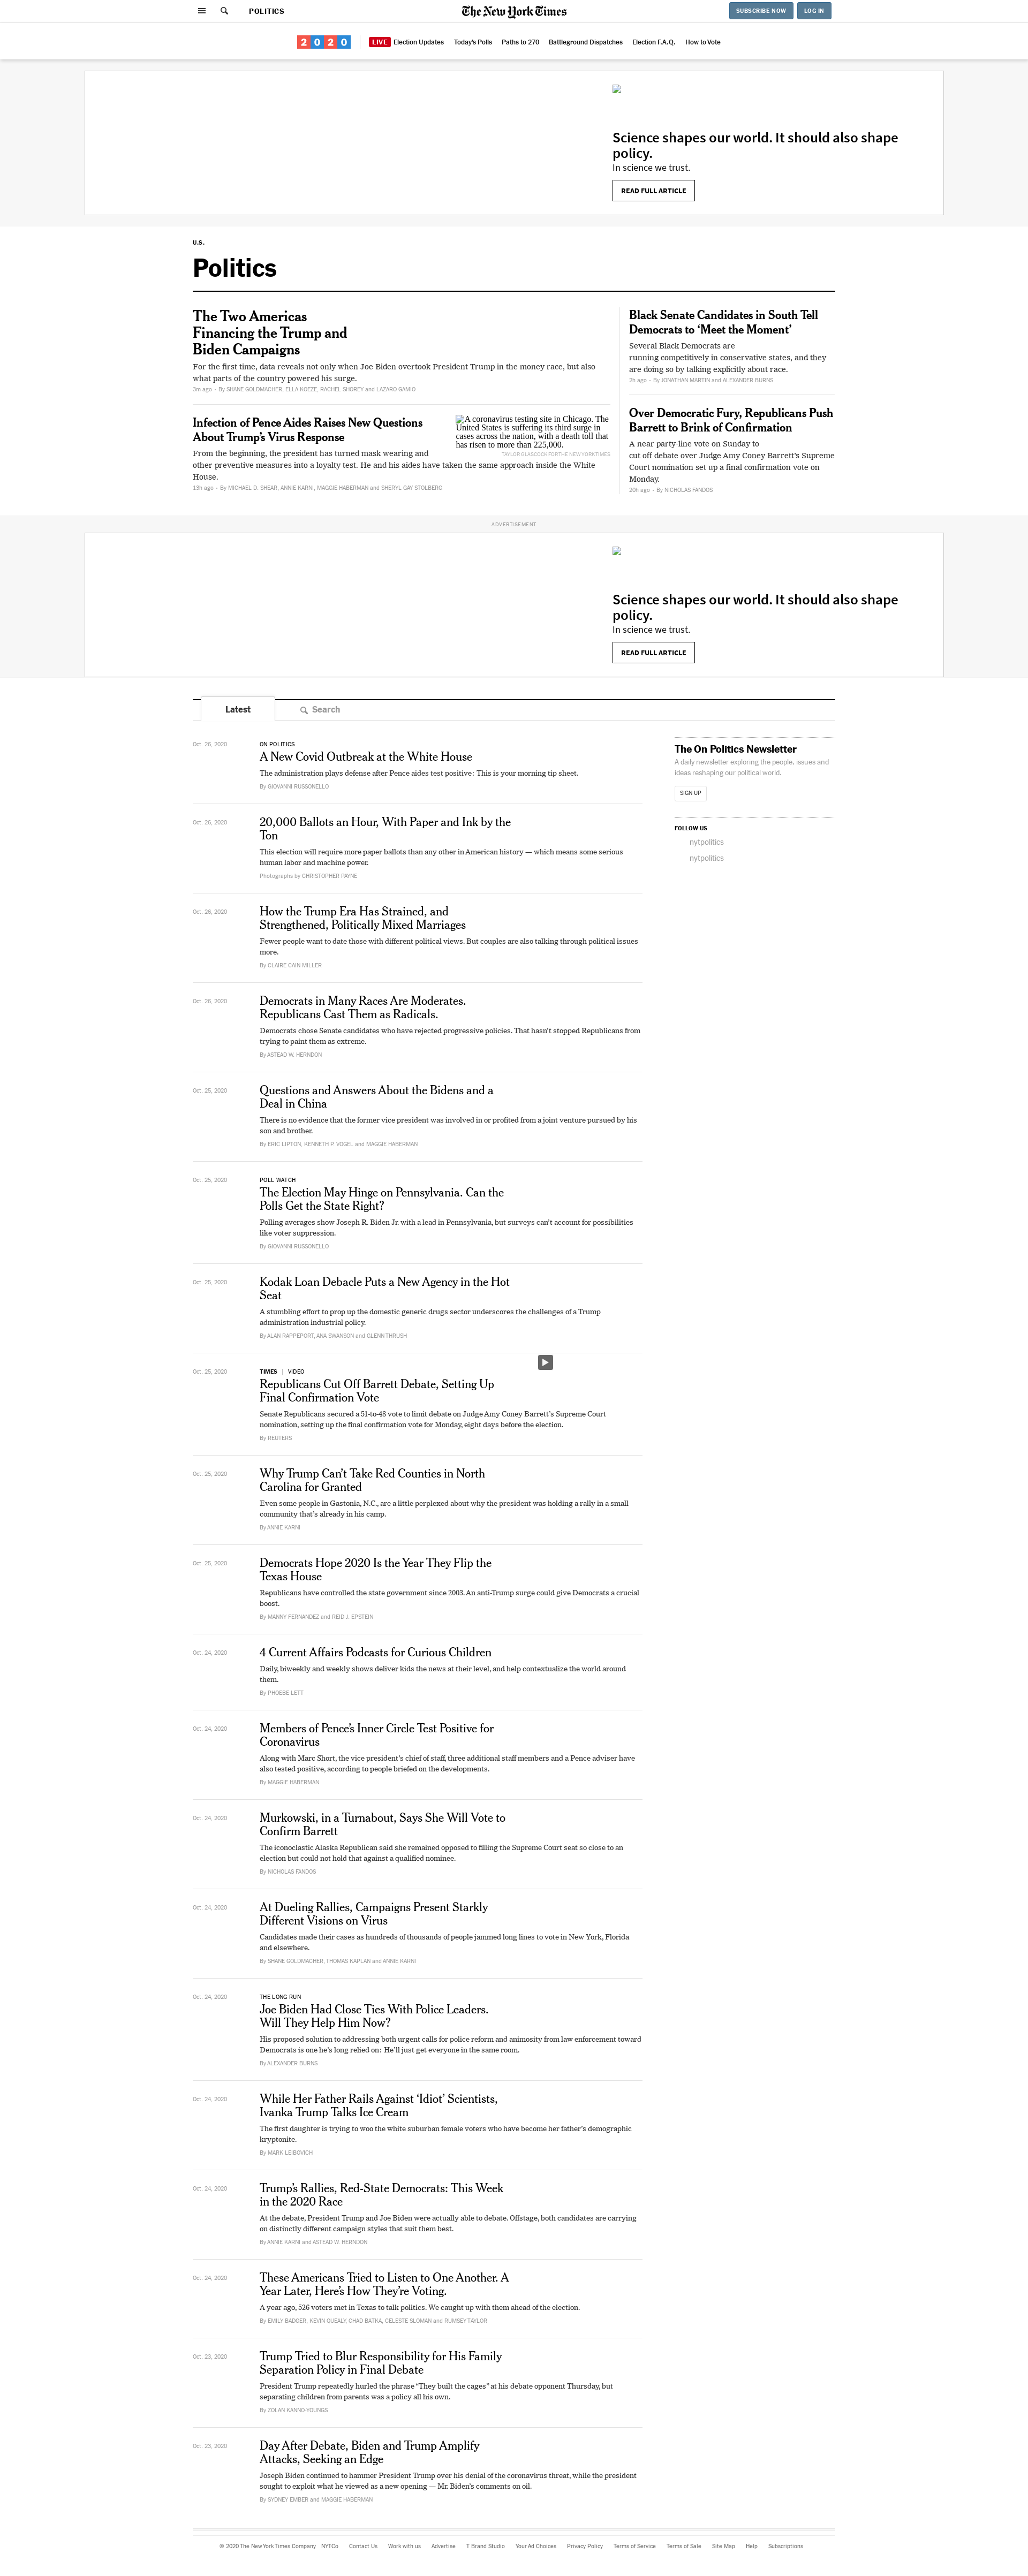 POLITICS
The New York Times
SUBSCRIBE NOW
LOG IN
2020
LIVE Election Updates
Today's Polls
Paths to 270
Battleground Dispatches
Election F.A.Q.
How to Vote
Science shapes our world. It should also shape
policy.
In science we trust.
READ FULL ARTICLE
U.S.
Politics
The Two Americas
Financing the Trump and
Biden Campaigns
For the first time, data reveals not only when Joe Biden overtook President Trump in the money race, but also
what parts of the country powered his surge.
3m ago - By SHANE GOLDMACHER, ELLA KOEZE, RACHEL SHOREY and LAZARO GAMIO
Infection of Pence Aides Raises New Questions
About Trump's Virus Response
From the beginning, the president has turned mask wearing and
other preventive measures into a loyalty test. He and his aides have taken the same approach inside the White
House.
13h ago - By MICHAEL D. SHEAR, ANNIE KARNI, MAGGIE HABERMAN and SHERYL GAY STOLBERG
A coronavirus testing site in Chicago. The
United States is suffering its third surge in
cases across the nation, with a death toll that
has risen to more than 225,000.
TAYLOR GLASCOCK FOR THE NEW YORK TIMES
Black Senate Candidates in South Tell
Democrats to ‘Meet the Moment’
Several Black Democrats are
running competitively in conservative states, and they
are doing so by talking explicitly about race.
2h ago - By JONATHAN MARTIN and ALEXANDER BURNS
Over Democratic Fury, Republicans Push
Barrett to Brink of Confirmation
A near party-line vote on Sunday to
cut off debate over Judge Amy Coney Barrett's Supreme
Court nomination set up a final confirmation vote on
Monday.
20h ago - By NICHOLAS FANDOS
ADVERTISEMENT
Science shapes our world. It should also shape
policy.
In science we trust.
READ FULL ARTICLE
Latest
Search
Oct. 26, 2020
ON POLITICS
A New Covid Outbreak at the White House
The administration plays defense after Pence aides test positive: This is your morning tip sheet.
By GIOVANNI RUSSONELLO
Oct. 26, 2020
20,000 Ballots an Hour, With Paper and Ink by the
Ton
This election will require more paper ballots than any other in American history — which means some serious
human labor and machine power.
Photographs by CHRISTOPHER PAYNE
Oct. 26, 2020
How the Trump Era Has Strained, and
Strengthened, Politically Mixed Marriages
Fewer people want to date those with different political views. But couples are also talking through political issues
more.
By CLAIRE CAIN MILLER
Oct. 26, 2020
Democrats in Many Races Are Moderates.
Republicans Cast Them as Radicals.
Democrats chose Senate candidates who have rejected progressive policies. That hasn't stopped Republicans from
trying to paint them as extreme.
By ASTEAD W. HERNDON
Oct. 25, 2020
Questions and Answers About the Bidens and a
Deal in China
There is no evidence that the former vice president was involved in or profited from a joint venture pursued by his
son and brother.
By ERIC LIPTON, KENNETH P. VOGEL and MAGGIE HABERMAN
Oct. 25, 2020
POLL WATCH
The Election May Hinge on Pennsylvania. Can the
Polls Get the State Right?
Polling averages show Joseph R. Biden Jr. with a lead in Pennsylvania, but surveys can't account for possibilities
like voter suppression.
By GIOVANNI RUSSONELLO
Oct. 25, 2020
Kodak Loan Debacle Puts a New Agency in the Hot
Seat
A stumbling effort to prop up the domestic generic drugs sector underscores the challenges of a Trump
administration industrial policy.
By ALAN RAPPEPORT, ANA SWANSON and GLENN THRUSH
Oct. 25, 2020
TIMES | VIDEO
Republicans Cut Off Barrett Debate, Setting Up
Final Confirmation Vote
Senate Republicans secured a 51-to-48 vote to limit debate on Judge Amy Coney Barrett's Supreme Court
nomination, setting up the final confirmation vote for Monday, eight days before the election.
By REUTERS
Oct. 25, 2020
Why Trump Can't Take Red Counties in North
Carolina for Granted
Even some people in Gastonia, N.C., are a little perplexed about why the president was holding a rally in a small
community that's already in his camp.
By ANNIE KARNI
Oct. 25, 2020
Democrats Hope 2020 Is the Year They Flip the
Texas House
Republicans have controlled the state government since 2003. An anti-Trump surge could give Democrats a crucial
boost.
By MANNY FERNANDEZ and REID J. EPSTEIN
Oct. 24, 2020
4 Current Affairs Podcasts for Curious Children
Daily, biweekly and weekly shows deliver kids the news at their level, and help contextualize the world around
them.
By PHOEBE LETT
Oct. 24, 2020
Members of Pence's Inner Circle Test Positive for
Coronavirus
Along with Marc Short, the vice president's chief of staff, three additional staff members and a Pence adviser have
also tested positive, according to people briefed on the developments.
By MAGGIE HABERMAN
Oct. 24, 2020
Murkowski, in a Turnabout, Says She Will Vote to
Confirm Barrett
The iconoclastic Alaska Republican said she remained opposed to filling the Supreme Court seat so close to an
election but could not hold that against a qualified nominee.
By NICHOLAS FANDOS
Oct. 24, 2020
At Dueling Rallies, Campaigns Present Starkly
Different Visions on Virus
Candidates made their cases as hundreds of thousands of people jammed long lines to vote in New York, Florida
and elsewhere.
By SHANE GOLDMACHER, THOMAS KAPLAN and ANNIE KARNI
Oct. 24, 2020
THE LONG RUN
Joe Biden Had Close Ties With Police Leaders.
Will They Help Him Now?
His proposed solution to addressing both urgent calls for police reform and animosity from law enforcement toward
Democrats is one he's long relied on: He'll just get everyone in the same room.
By ALEXANDER BURNS
Oct. 24, 2020
While Her Father Rails Against ‘Idiot’ Scientists,
Ivanka Trump Talks Ice Cream
The first daughter is trying to woo the white suburban female voters who have become her father's demographic
kryptonite.
By MARK LEIBOVICH
Oct. 24, 2020
Trump's Rallies, Red-State Democrats: This Week
in the 2020 Race
At the debate, President Trump and Joe Biden were actually able to debate. Offstage, both candidates are carrying
on distinctly different campaign styles that suit them best.
By ANNIE KARNI and ASTEAD W. HERNDON
Oct. 24, 2020
These Americans Tried to Listen to One Another. A
Year Later, Here's How They're Voting.
A year ago, 526 voters met in Texas to talk politics. We caught up with them ahead of the election.
By EMILY BADGER, KEVIN QUEALY, CHAD BATKA, CELESTE SLOMAN and RUMSEY TAYLOR
Oct. 23, 2020
Trump Tried to Blur Responsibility for His Family
Separation Policy in Final Debate
President Trump repeatedly hurled the phrase “They built the cages” at his debate opponent Thursday, but
separating children from parents was a policy all his own.
By ZOLAN KANNO-YOUNGS
Oct. 23, 2020
Day After Debate, Biden and Trump Amplify
Attacks, Seeking an Edge
Joseph Biden continued to hammer President Trump over his denial of the coronavirus threat, while the president
sought to exploit what he viewed as a new opening — Mr. Biden's comments on oil.
By SYDNEY EMBER and MAGGIE HABERMAN
The On Politics Newsletter
A daily newsletter exploring the people, issues and
ideas reshaping our political world.
SIGN UP
FOLLOW US
nytpolitics
nytpolitics
© 2020 The New York Times Company
NYTCo
Contact Us
Work with us
Advertise
T Brand Studio
Your Ad Choices
Privacy Policy
Terms of Service
Terms of Sale
Site Map
Help
Subscriptions